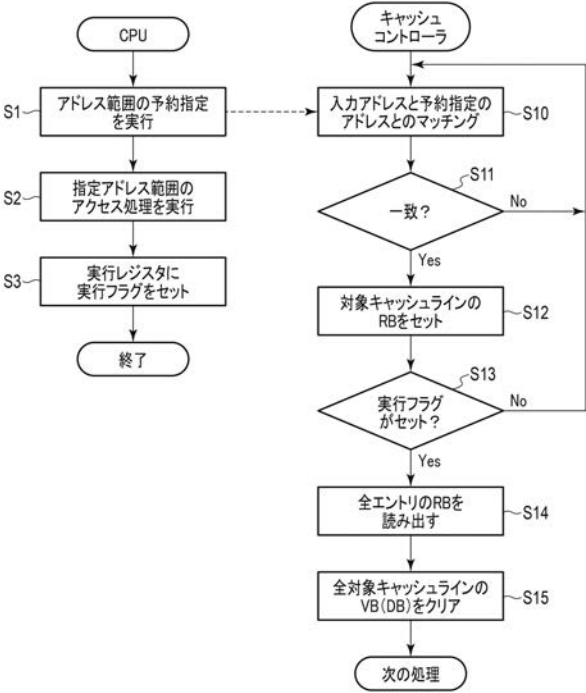 CPU
S1
アドレス範囲の予約指定
を実行
S2
指定アドレス範囲の
アクセス処理を実行
S3
実行レジスタに
実行フラグをセット
終了
キャッシュ
コントローラ
入力アドレスと予約指定の
アドレスとのマッチング
S10
S11
一致?
No
Yes
対象キャッシュラインの
RBをセット
S12
S13
実行フラグ
がセット?
No
Yes
全エントリのRBを
読み出す
S14
全対象キャッシュラインの
VB(DB)をクリア
S15
次の処理